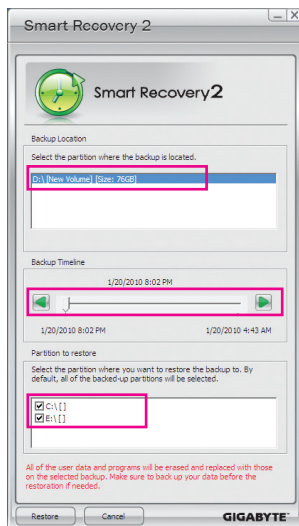 Smart Recovery 2
Smart Recovery2
Backup Location
Select the partition where the backup is located.
D:\ [New Volume] [Size: 76GB]
Backup Timeline
1/20/2010 8:02 PM
1/20/2010 8:02 PM 1/20/2010 4:43 AM
Partition to restore
Select the partition where you want to restore the backup to. By
default, all of the backed-up partitions will be selected.
C:\ [ ]
E:\ [ ]
All of the user data and programs will be erased and replaced with those
on the selected backup. Make sure to back up your data before the
restoration if needed.
Restore Cancel GIGABYTE™